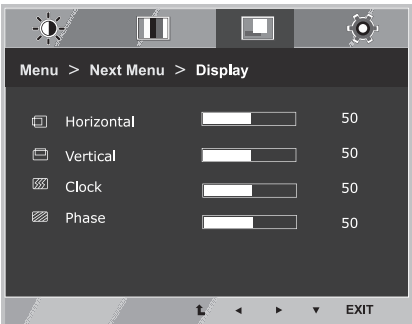 Menu > Next Menu > Display
Horizontal 50
Vertical 50
Clock 50
Phase 50
EXIT